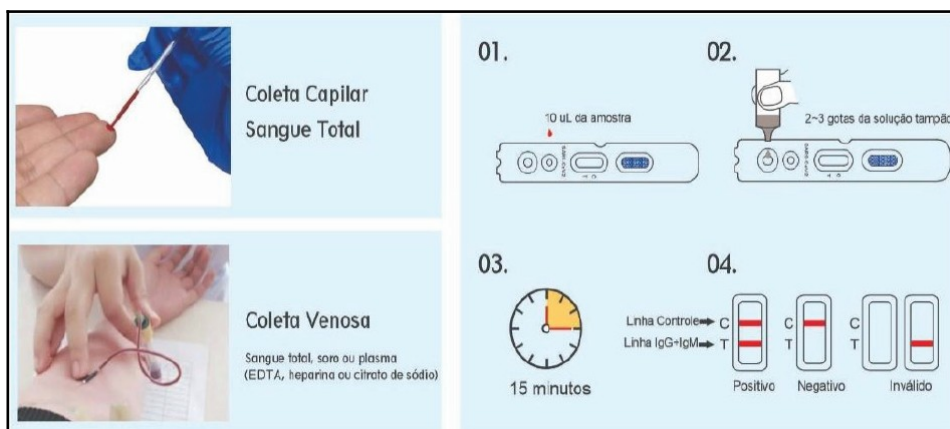 Coleta Capilar
Sangue Total
Coleta Venosa
Sangue total, soro ou plasma
(EDTA, heparina ou citrato de sódio)
01.
10 uL da amostra
02.
2~3 gotas da solução tampão
03.
15 minutos
04.
Linha Controle
Linha IgG+IgM
C
T
Positivo
C
T
Negativo
C
T
Inválido